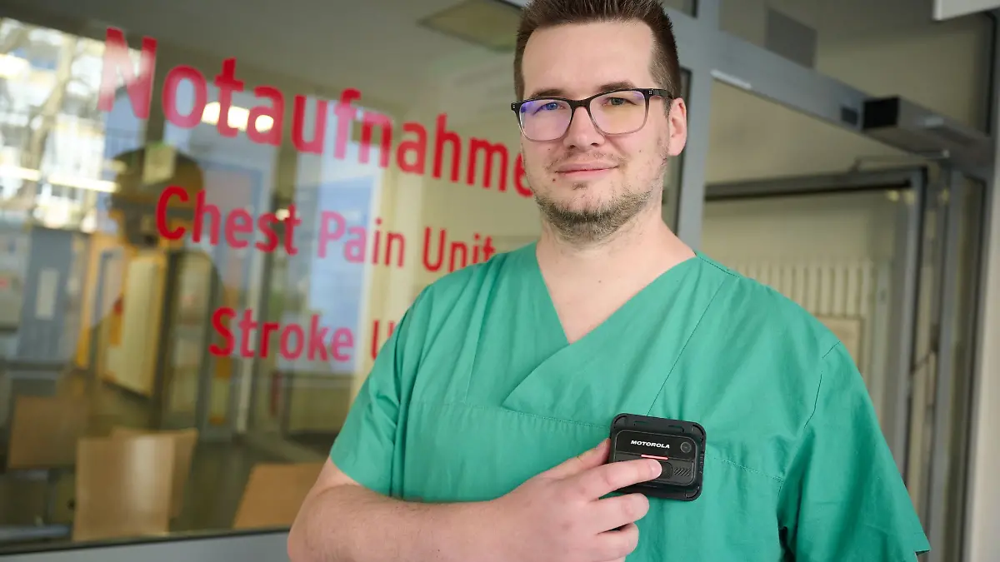 Notaufnahme
Chest Pain Unit
Stroke
MOTOROLA